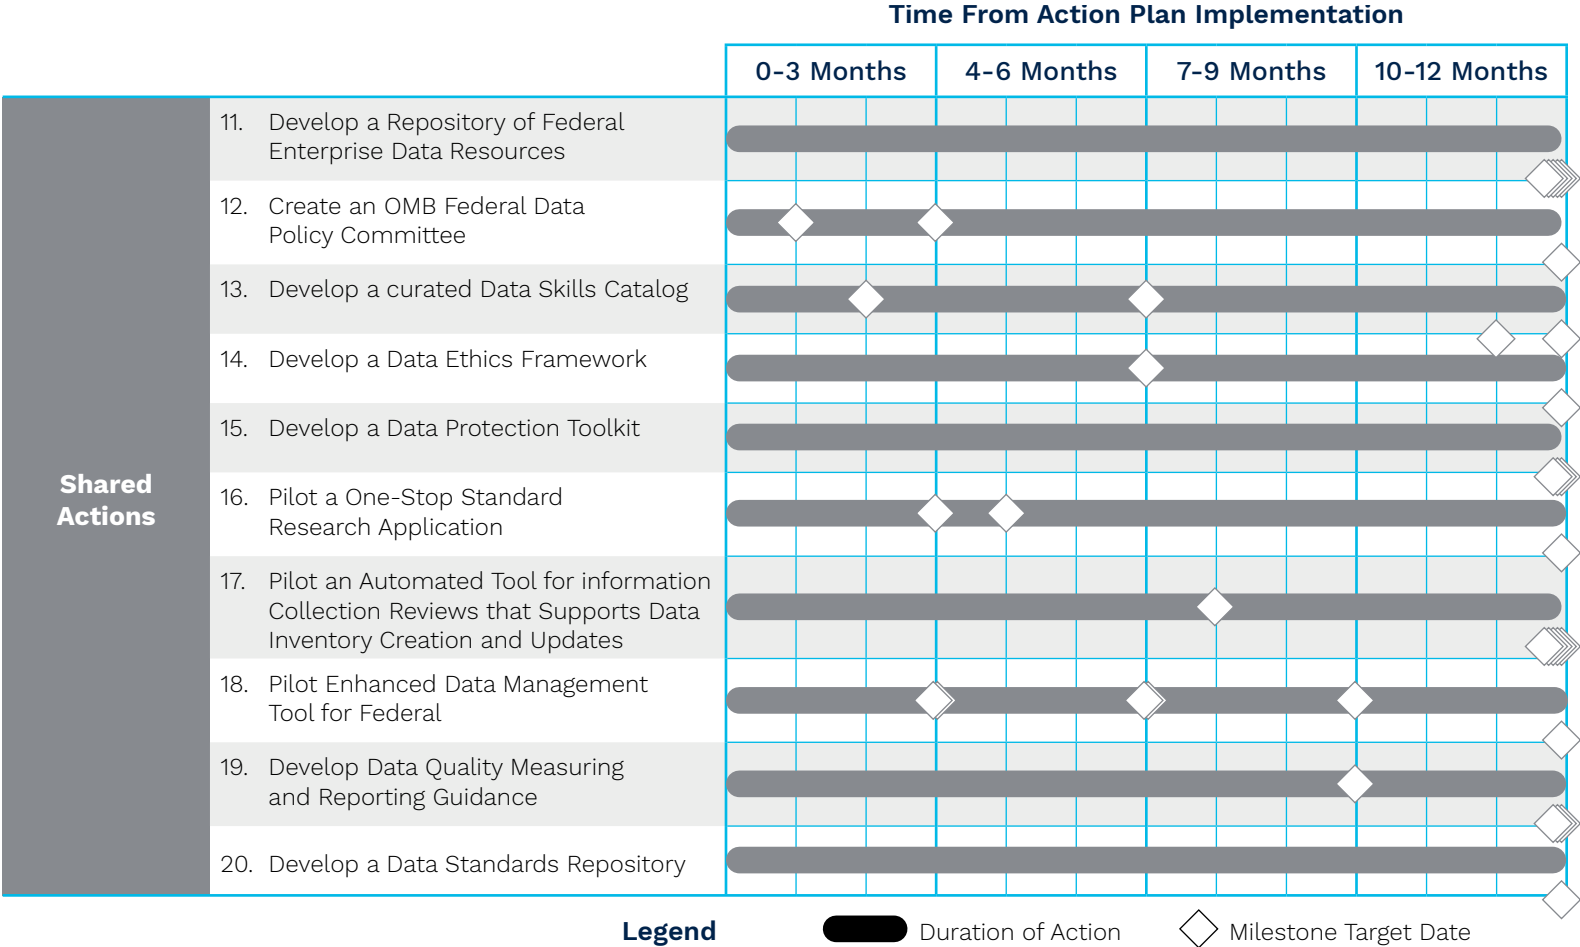 Time From Action Plan Implementation
0-3 Months 4-6 Months 7-9 Months 10-12 Months
Shared
Actions
11. Develop a Repository of Federal
Enterprise Data Resources
12. Create an OMB Federal Data
Policy Committee
13. Develop a curated Data Skills Catalog
14. Develop a Data Ethics Framework
15. Develop a Data Protection Toolkit
16. Pilot a One-Stop Standard
Research Application
17. Pilot an Automated Tool for information
Collection Reviews that Supports Data
Inventory Creation and Updates
18. Pilot Enhanced Data Management
Tool for Federal
19. Develop Data Quality Measuring
and Reporting Guidance
20. Develop a Data Standards Repository
Legend Duration of Action Milestone Target Date